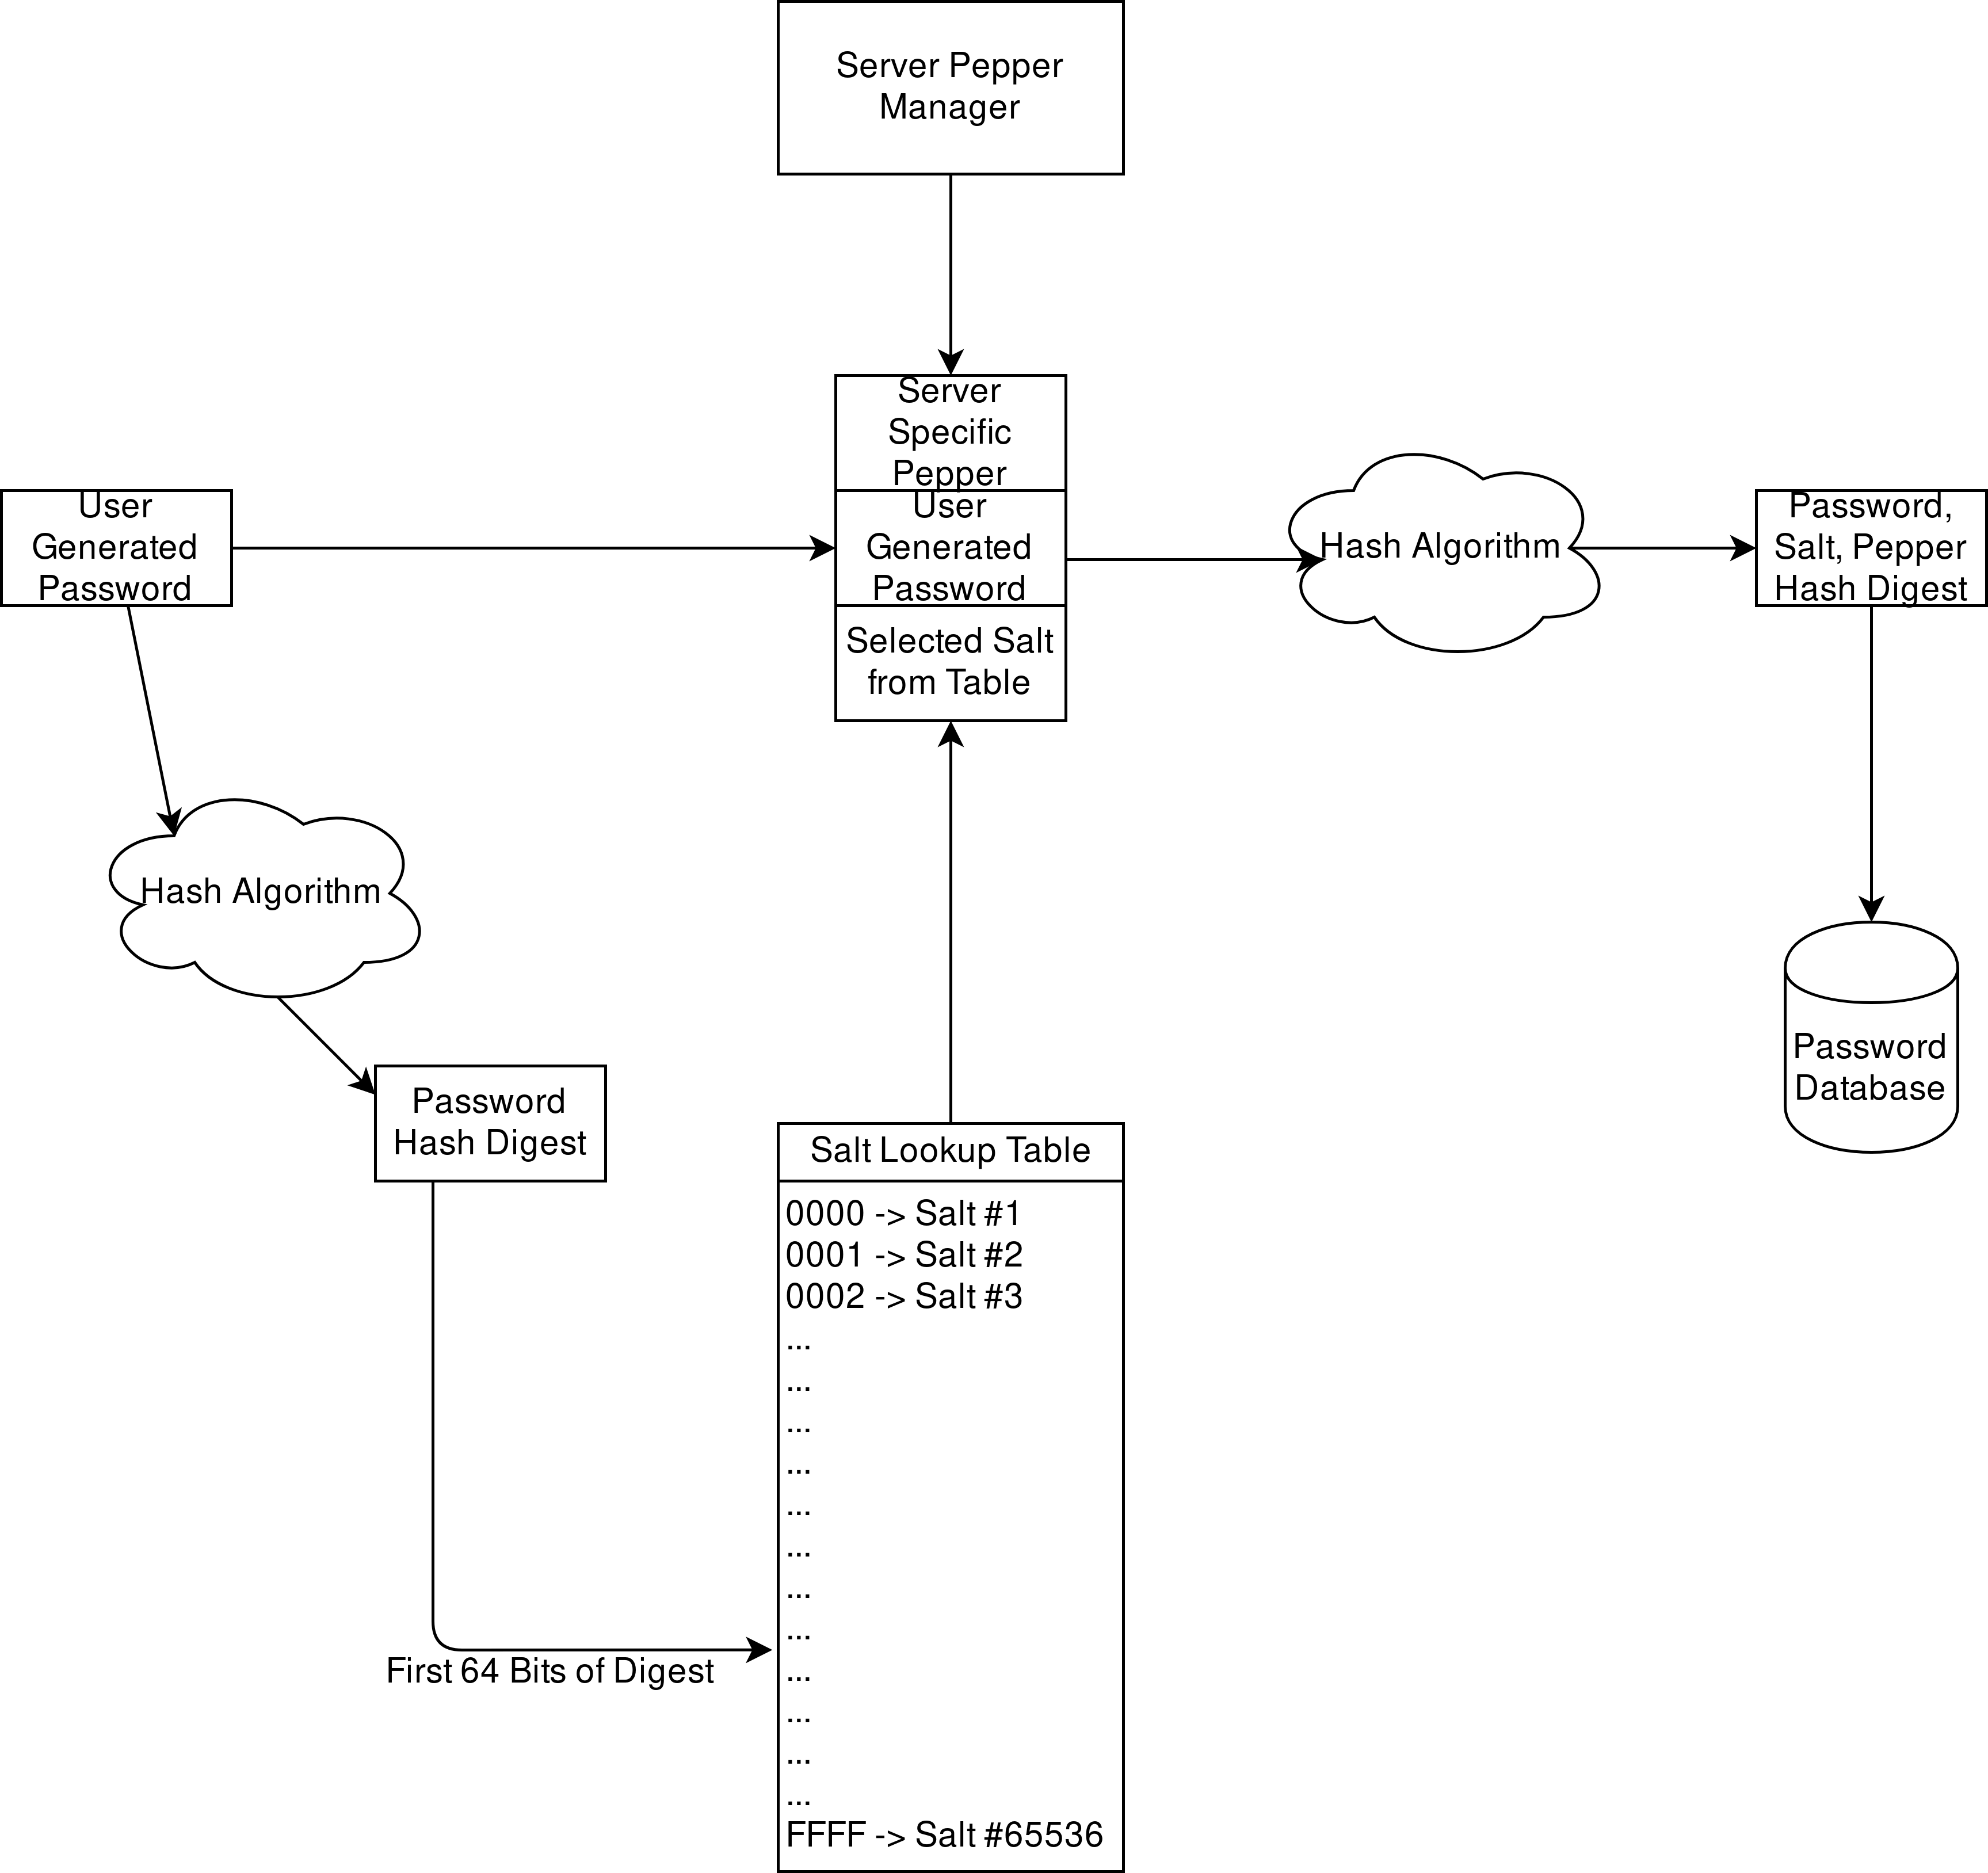 Server Pepper
Manager
Server
Specific
Pepper
User
Generated
Password
User
Generated
Password
Selected Salt
from Table
Hash Algorithm
Password,
Salt, Pepper
Hash Digest
Hash Algorithm
Password
Hash Digest
First 64 Bits of Digest
Salt Lookup Table
0000 -> Salt #1
0001 -> Salt #2
0002 -> Salt #3
...
...
...
...
...
...
...
...
...
...
...
...
FFFF -> Salt #65536
Password
Database